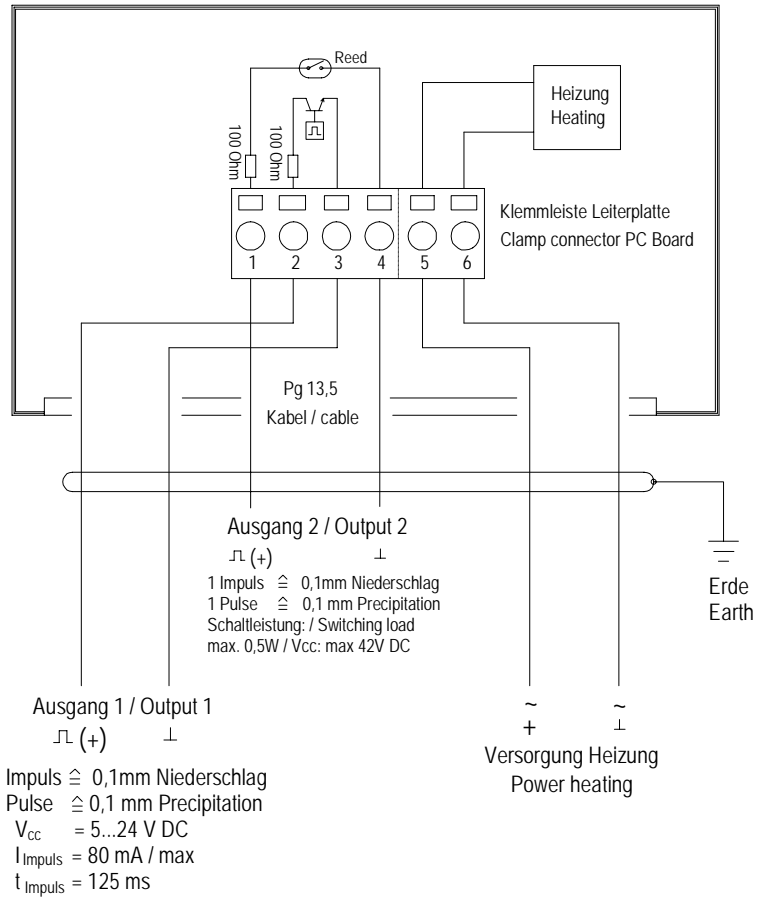 Reed
Heizung
Heating
100 Ohm
100 Ohm
Klemmleiste Leiterplatte
Clamp connector PC Board
1 2 3 4 5 6
Pg 13,5
Kabel / cable
Ausgang 2 / Output 2
⎍ (+) ⊥
1 Impuls ≙ 0,1mm Niederschlag
1 Pulse ≙ 0,1 mm Precipitation
Schaltleistung: / Switching load
max. 0,5W / Vcc: max 42V DC
Erde
Earth
Ausgang 1 / Output 1
⎍ (+) ⊥
Impuls ≙ 0,1mm Niederschlag
Pulse ≙ 0,1 mm Precipitation
Vcc = 5...24 V DC
I Impuls = 80 mA / max
t Impuls = 125 ms
~ ~
+ ⊥
Versorgung Heizung
Power heating